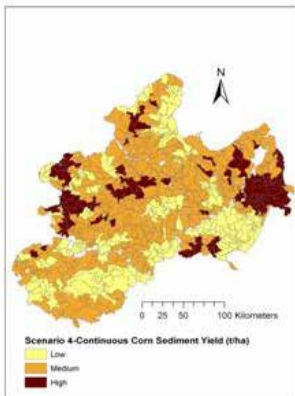 N
0 25 50 100 Kilometers
Scenario 4-Continuous Corn Sediment Yield (t/ha)
Low
Medium
High